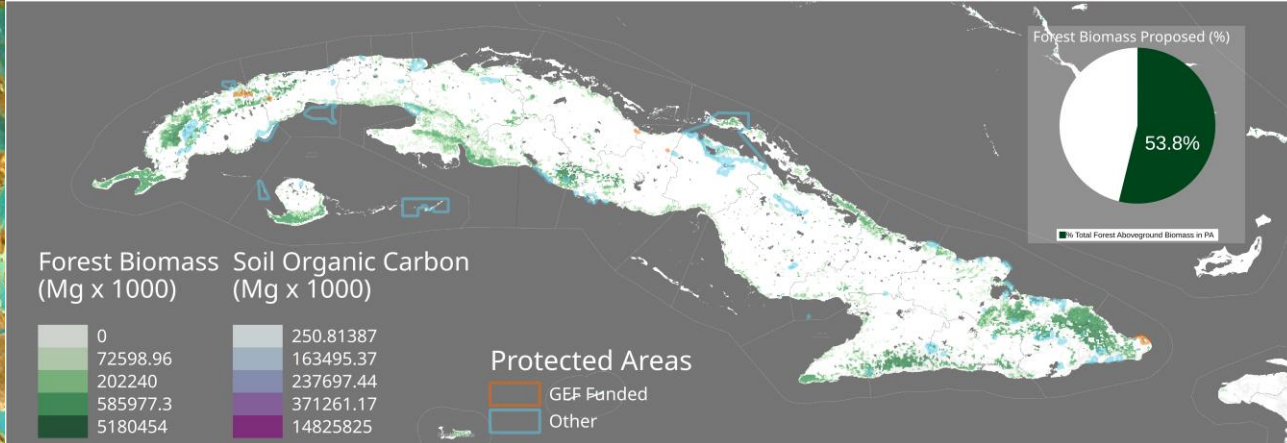 Forest Biomass Proposed (%)
53.8%
% Total Forest Aboveground Biomass in PA
Forest Biomass
(Mg x 1000)
0
72598.96
202240
585977.3
5180454
Soil Organic Carbon
(Mg x 1000)
250.81387
163495.37
237697.44
371261.17
14825825
Protected Areas
GEF Funded
Other